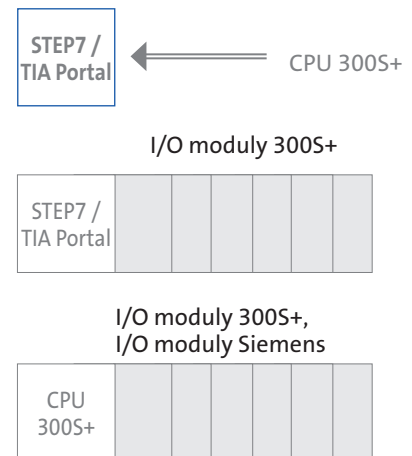 STEP7 /
TIA Portal
CPU 300S+
I/O moduly 300S+
STEP7 /
TIA Portal
I/O moduly 300S+,
I/O moduly Siemens
CPU
300S+